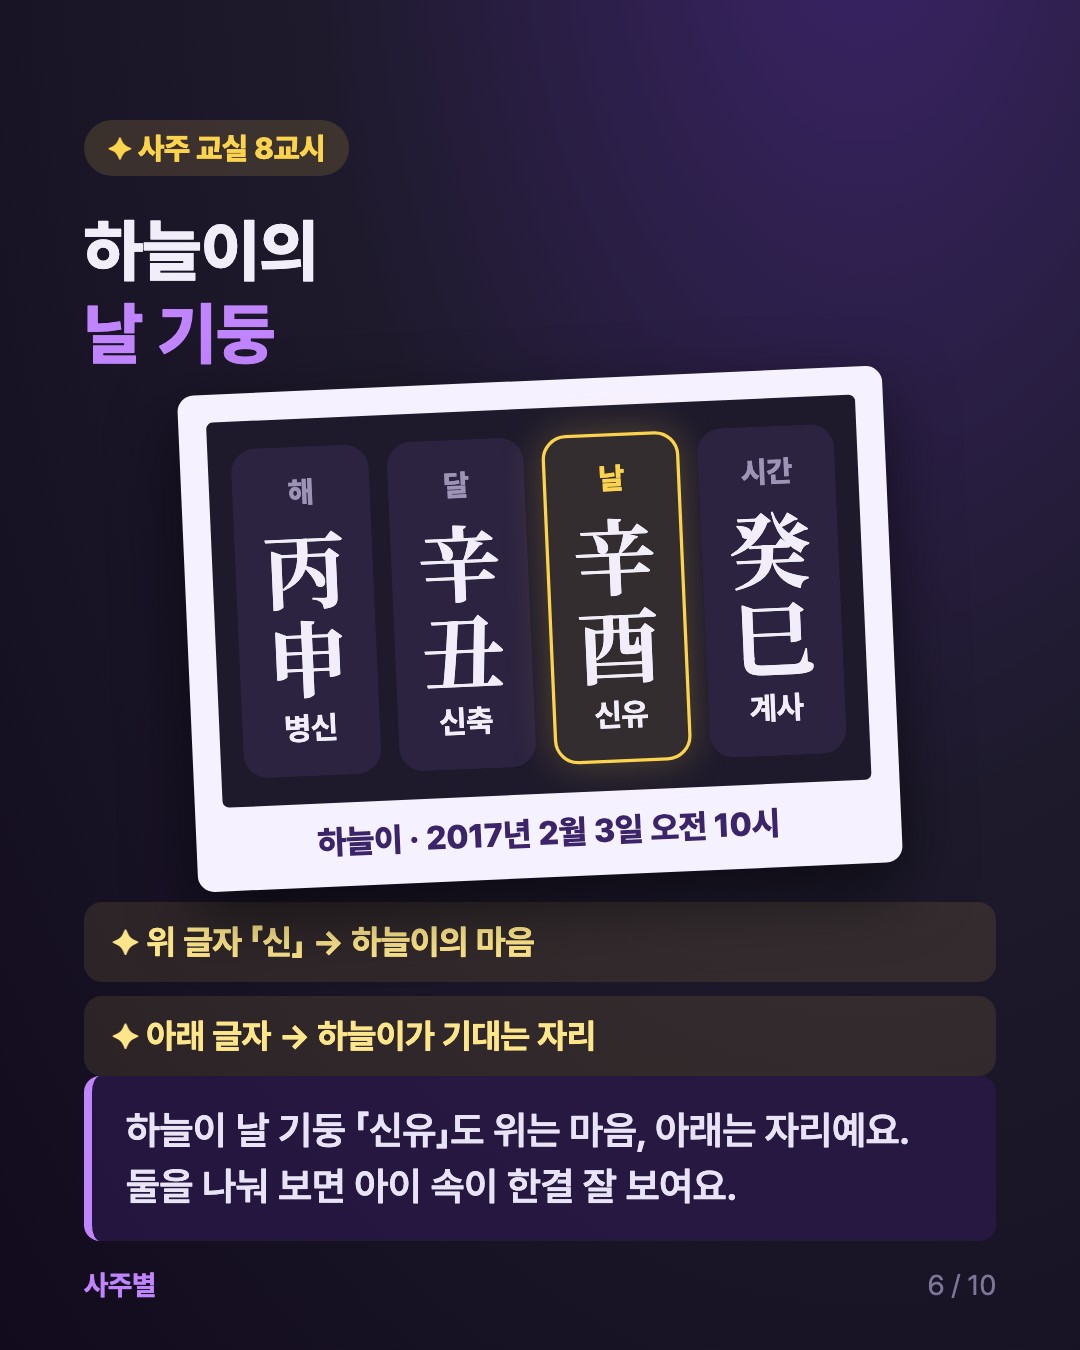 ✦ 사주 교실 8교시
하늘이의
날 기둥
해 달 날 시간
丙 辛 辛 癸
申 丑 酉 巳
병신 신축 신유 계사
하늘이 · 2017년 2월 3일 오전 10시
✦ 위 글자 「신」 → 하늘이의 마음
✦ 아래 글자 → 하늘이가 기대는 자리
하늘이 날 기둥 「신유」도 위는 마음, 아래는 자리예요.
둘을 나눠 보면 아이 속이 한결 잘 보여요.
사주별
6 / 10